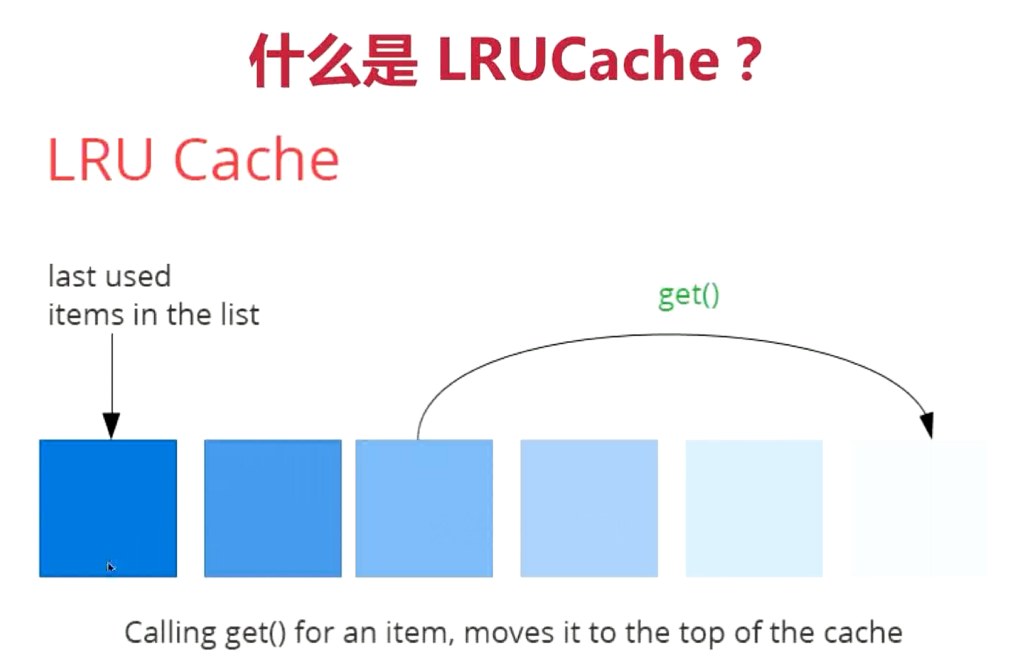 什么是 LRUCache？
LRU Cache
last used
items in the list
get()
Calling get() for an item, moves it to the top of the cache